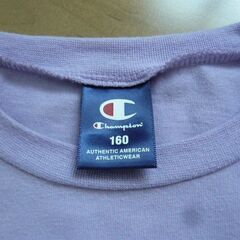 Champion
160
AUTHENTIC AMERICAN
ATHLETICWEAR